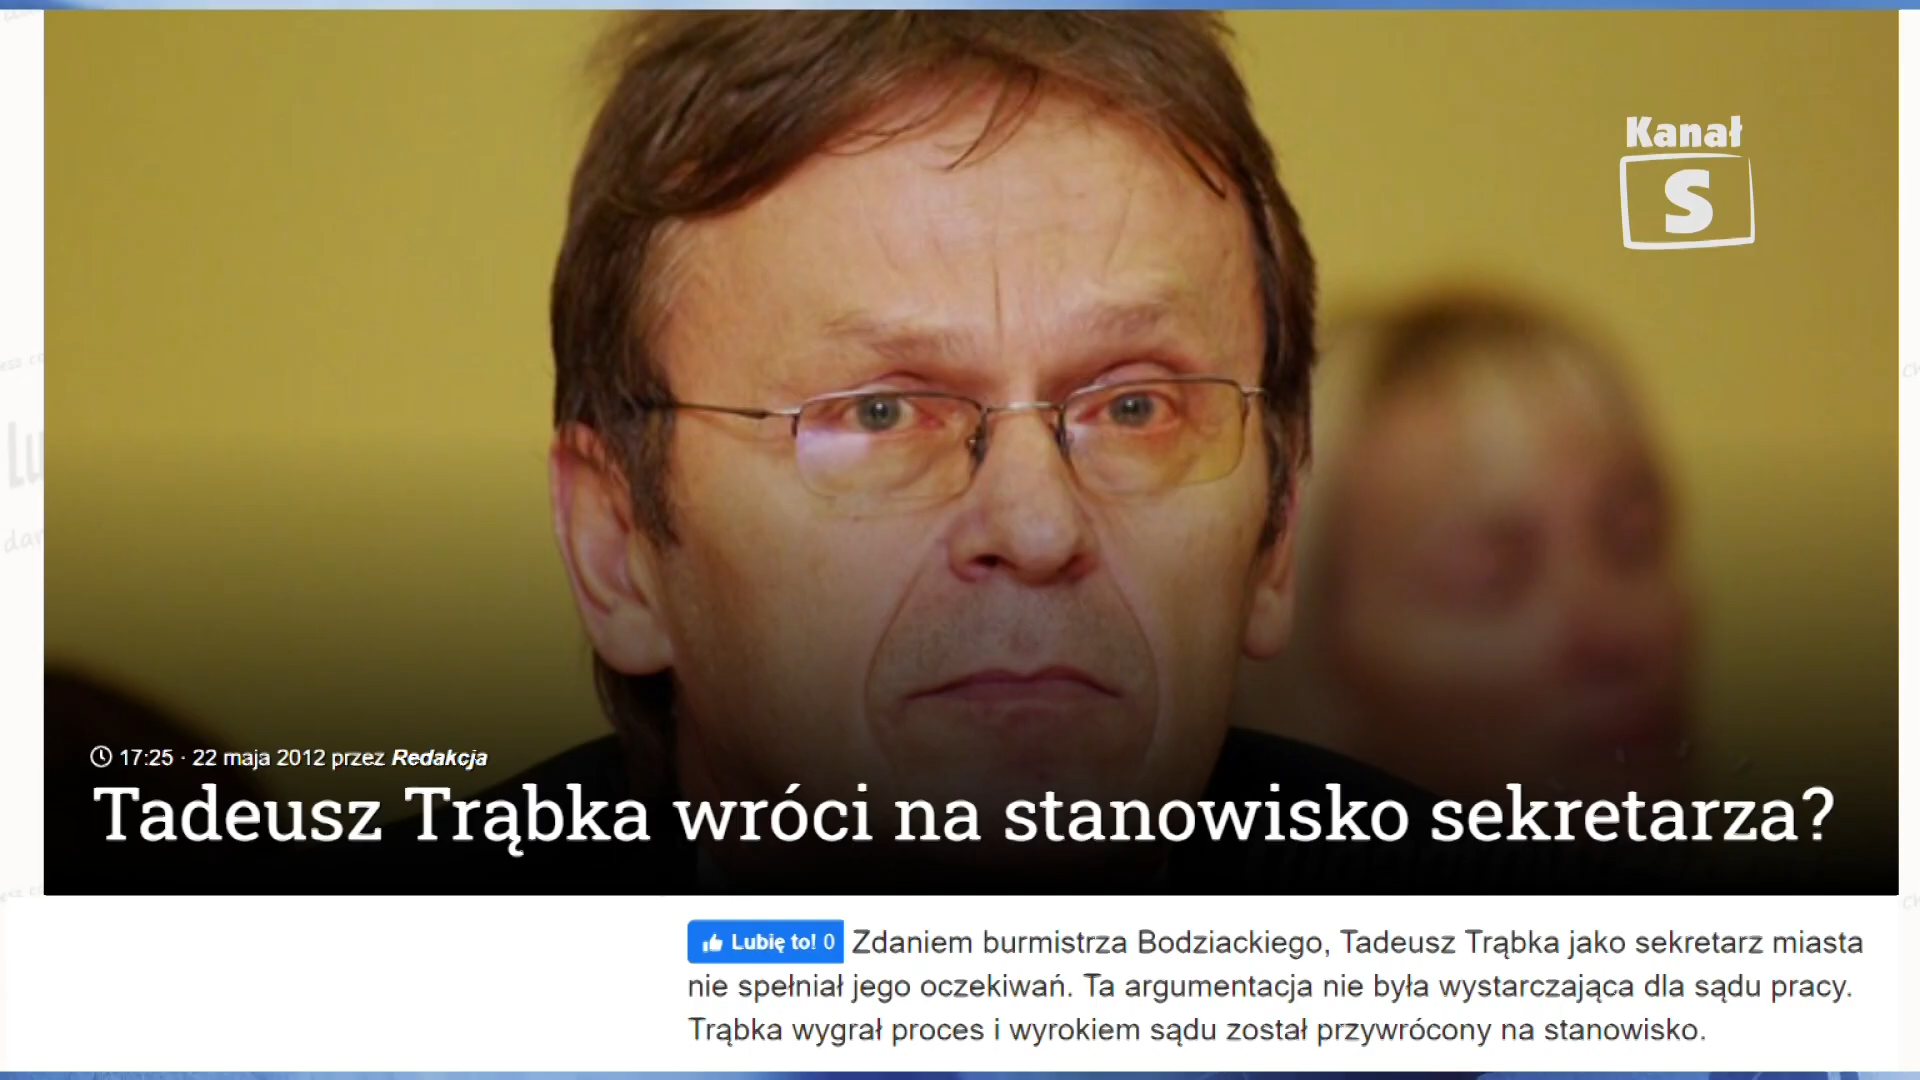 Kanał
S
17:25 · 22 maja 2012 przez Redakcja
Tadeusz Trąbka wróci na stanowisko sekretarza?
Lubię to! 0 Zdaniem burmistrza Bodziackiego, Tadeusz Trąbka jako sekretarz miasta
nie spełniał jego oczekiwań. Ta argumentacja nie była wystarczająca dla sądu pracy.
Trąbka wygrał proces i wyrokiem sądu został przywrócony na stanowisko.